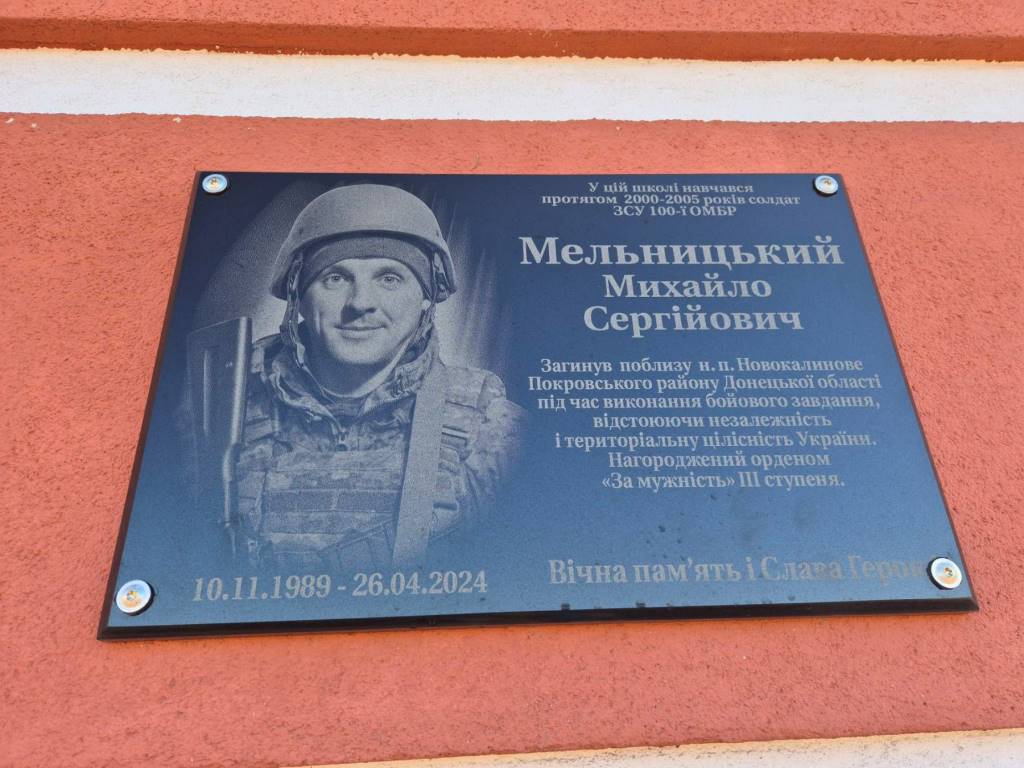 У цій школі навчався
протягом 2000-2005 років солдат
ЗСУ 100-ї ОМБР
Мельницький
Михайло
Сергійович
Загинув поблизу н. п. Новокалинове
Покровського району Донецької області
під час виконання бойового завдання,
відстоюючи незалежність
і територіальну цілісність України.
Нагороджений орденом
«За мужність» III ступеня.
10.11.1989 - 26.04.2024
Вічна пам’ять і Слава